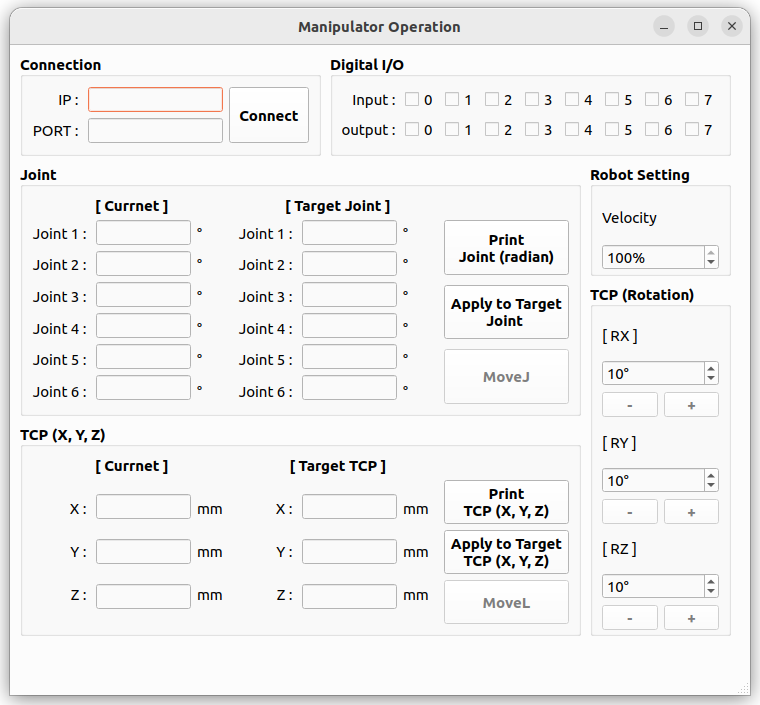 Manipulator Operation
Connection
IP :
PORT :
Connect
Digital I/O
Input : 0 1 2 3 4 5 6 7
output : 0 1 2 3 4 5 6 7
Joint
[ Currnet ]
Joint 1 : °
Joint 2 : °
Joint 3 : °
Joint 4 : °
Joint 5 : °
Joint 6 : °
[ Target Joint ]
Joint 1 : °
Joint 2 : °
Joint 3 : °
Joint 4 : °
Joint 5 : °
Joint 6 : °
Print
Joint (radian)
Apply to Target
Joint
MoveJ
Robot Setting
Velocity
100%
TCP (Rotation)
[ RX ]
10°
- +
[ RY ]
10°
- +
[ RZ ]
10°
- +
TCP (X, Y, Z)
[ Currnet ]
X : mm
Y : mm
Z : mm
[ Target TCP ]
X : mm
Y : mm
Z : mm
Print
TCP (X, Y, Z)
Apply to Target
TCP (X, Y, Z)
MoveL